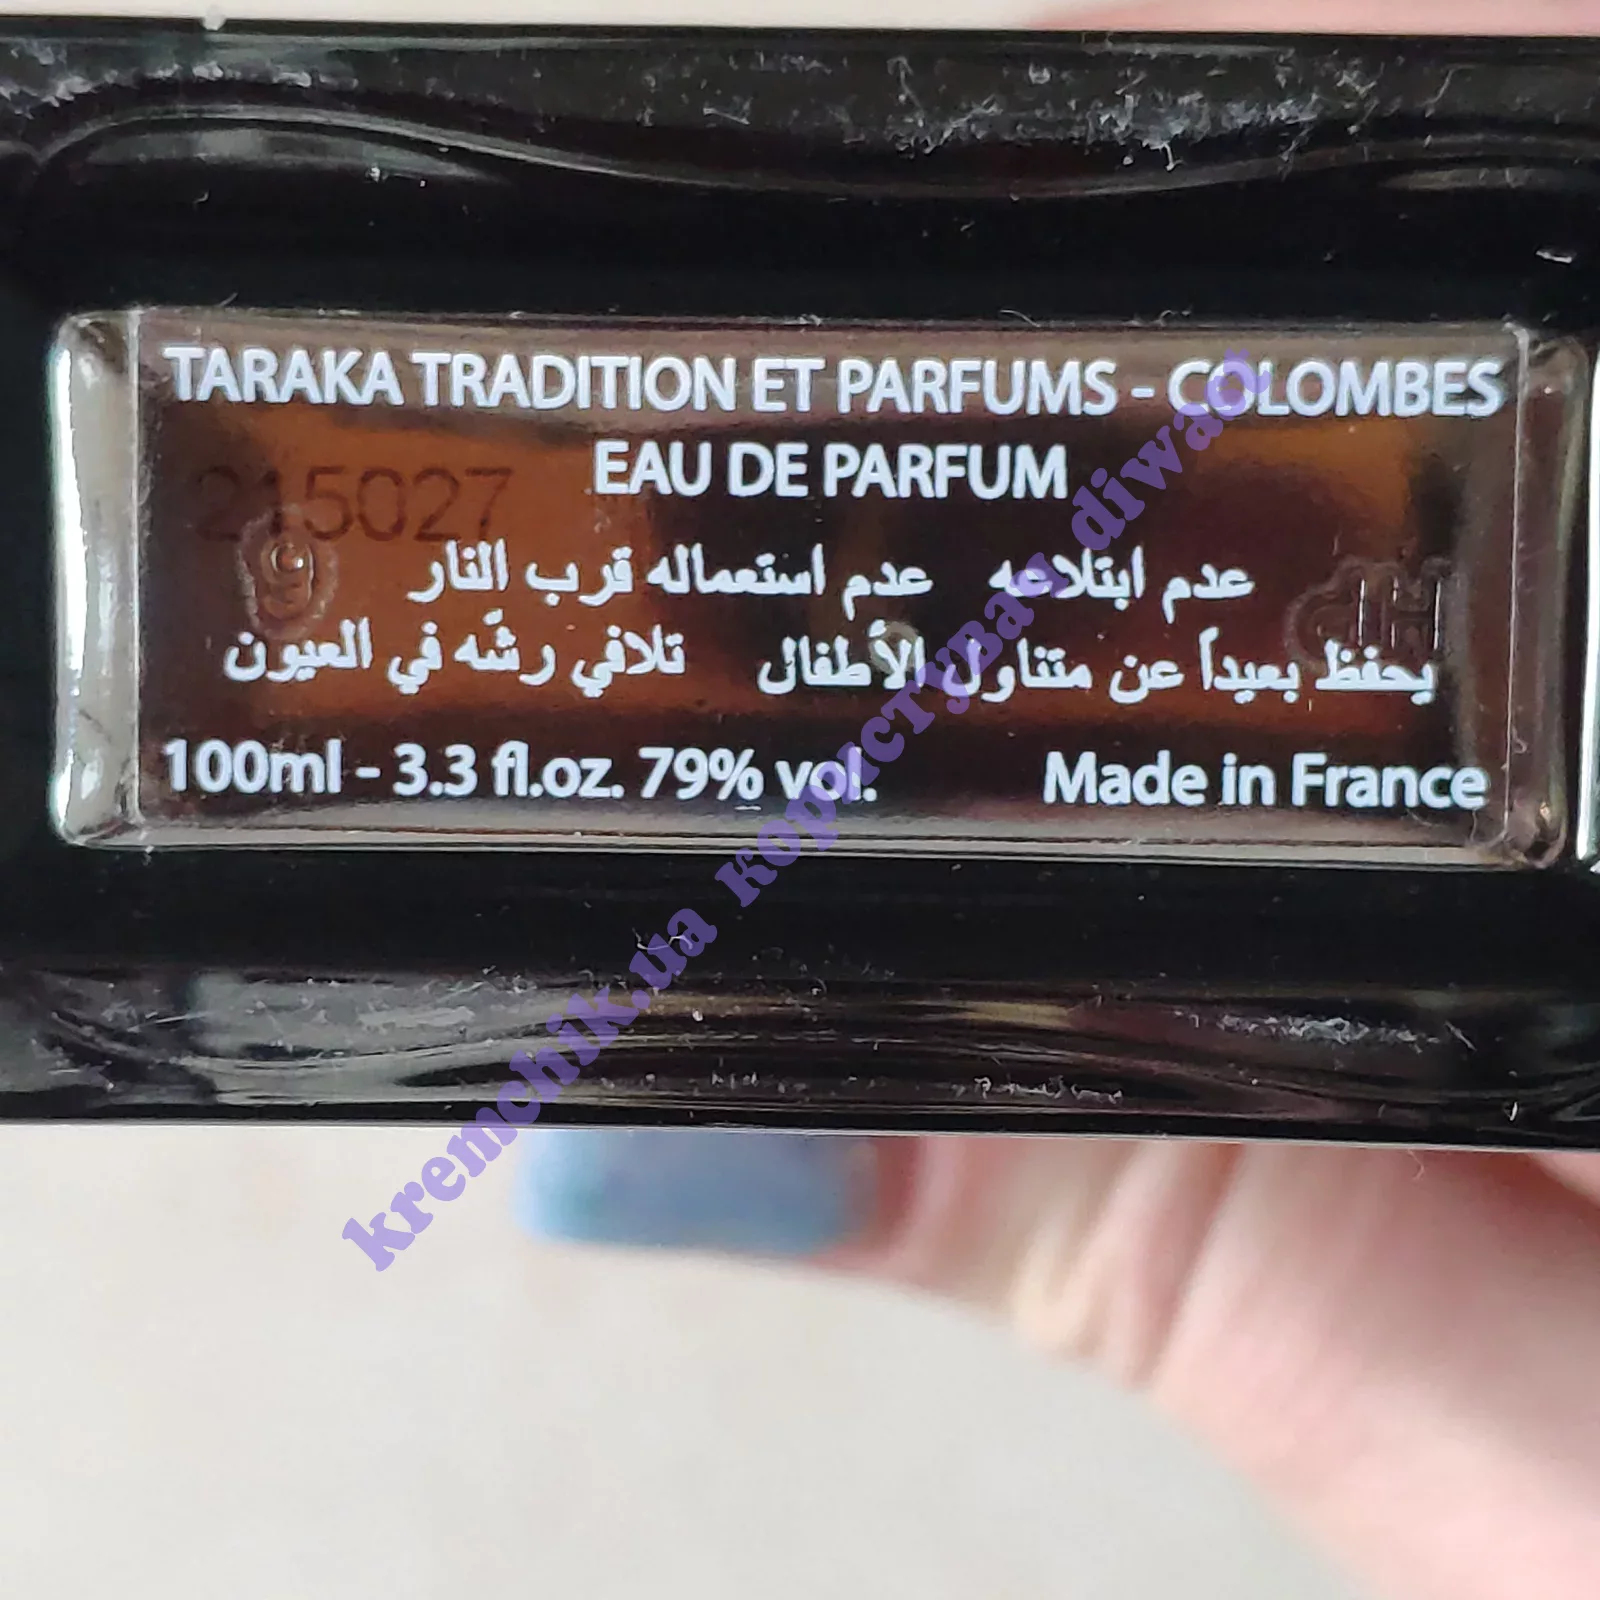 TARAKA TRADITION ET PARFUMS - COLOMBES
EAU DE PARFUM
215027
عدم ابتلاعه عدم استعماله قرب النار
يحفظ بعيداً عن متناول الأطفال تلافي رشّه في العيون
100ml - 3.3 fl.oz. 79% vol.
Made in France
kremchik.ua користувач diwact